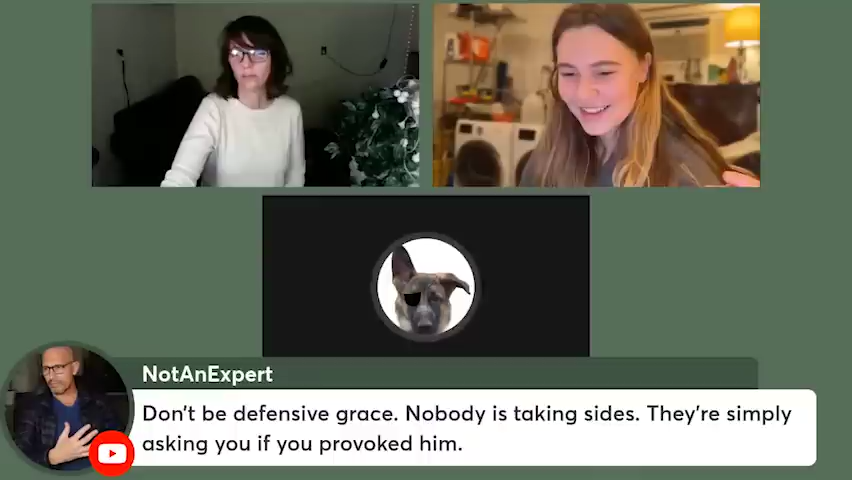 NotAnExpert
Don't be defensive grace. Nobody is taking sides. They're simply
asking you if you provoked him.